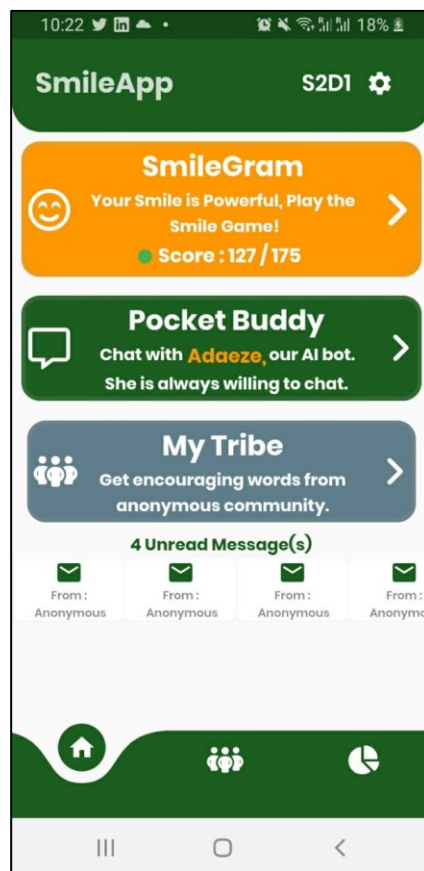 10:22 18%
SmileApp S2D1
SmileGram
Your Smile is Powerful, Play the
Smile Game!
Score : 127 / 175
Pocket Buddy
Chat with Adaeze, our AI bot.
She is always willing to chat.
My Tribe
Get encouraging words from
anonymous community.
4 Unread Message(s)
From : From : From : From :
Anonymous Anonymous Anonymous Anonymo